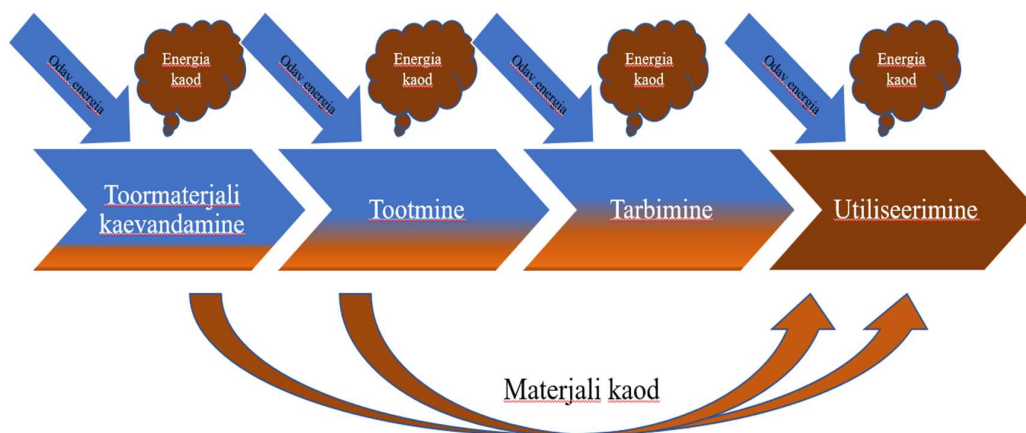 Odav energia
Energia
kaod
Odav energia
Energia
kaod
Odav energia
Energia
kaod
Odav energia
Energia
kaod
Toormaterjali
kaevandamine
Tootmine
Tarbimine
Utiliseerimine
Materjali kaod